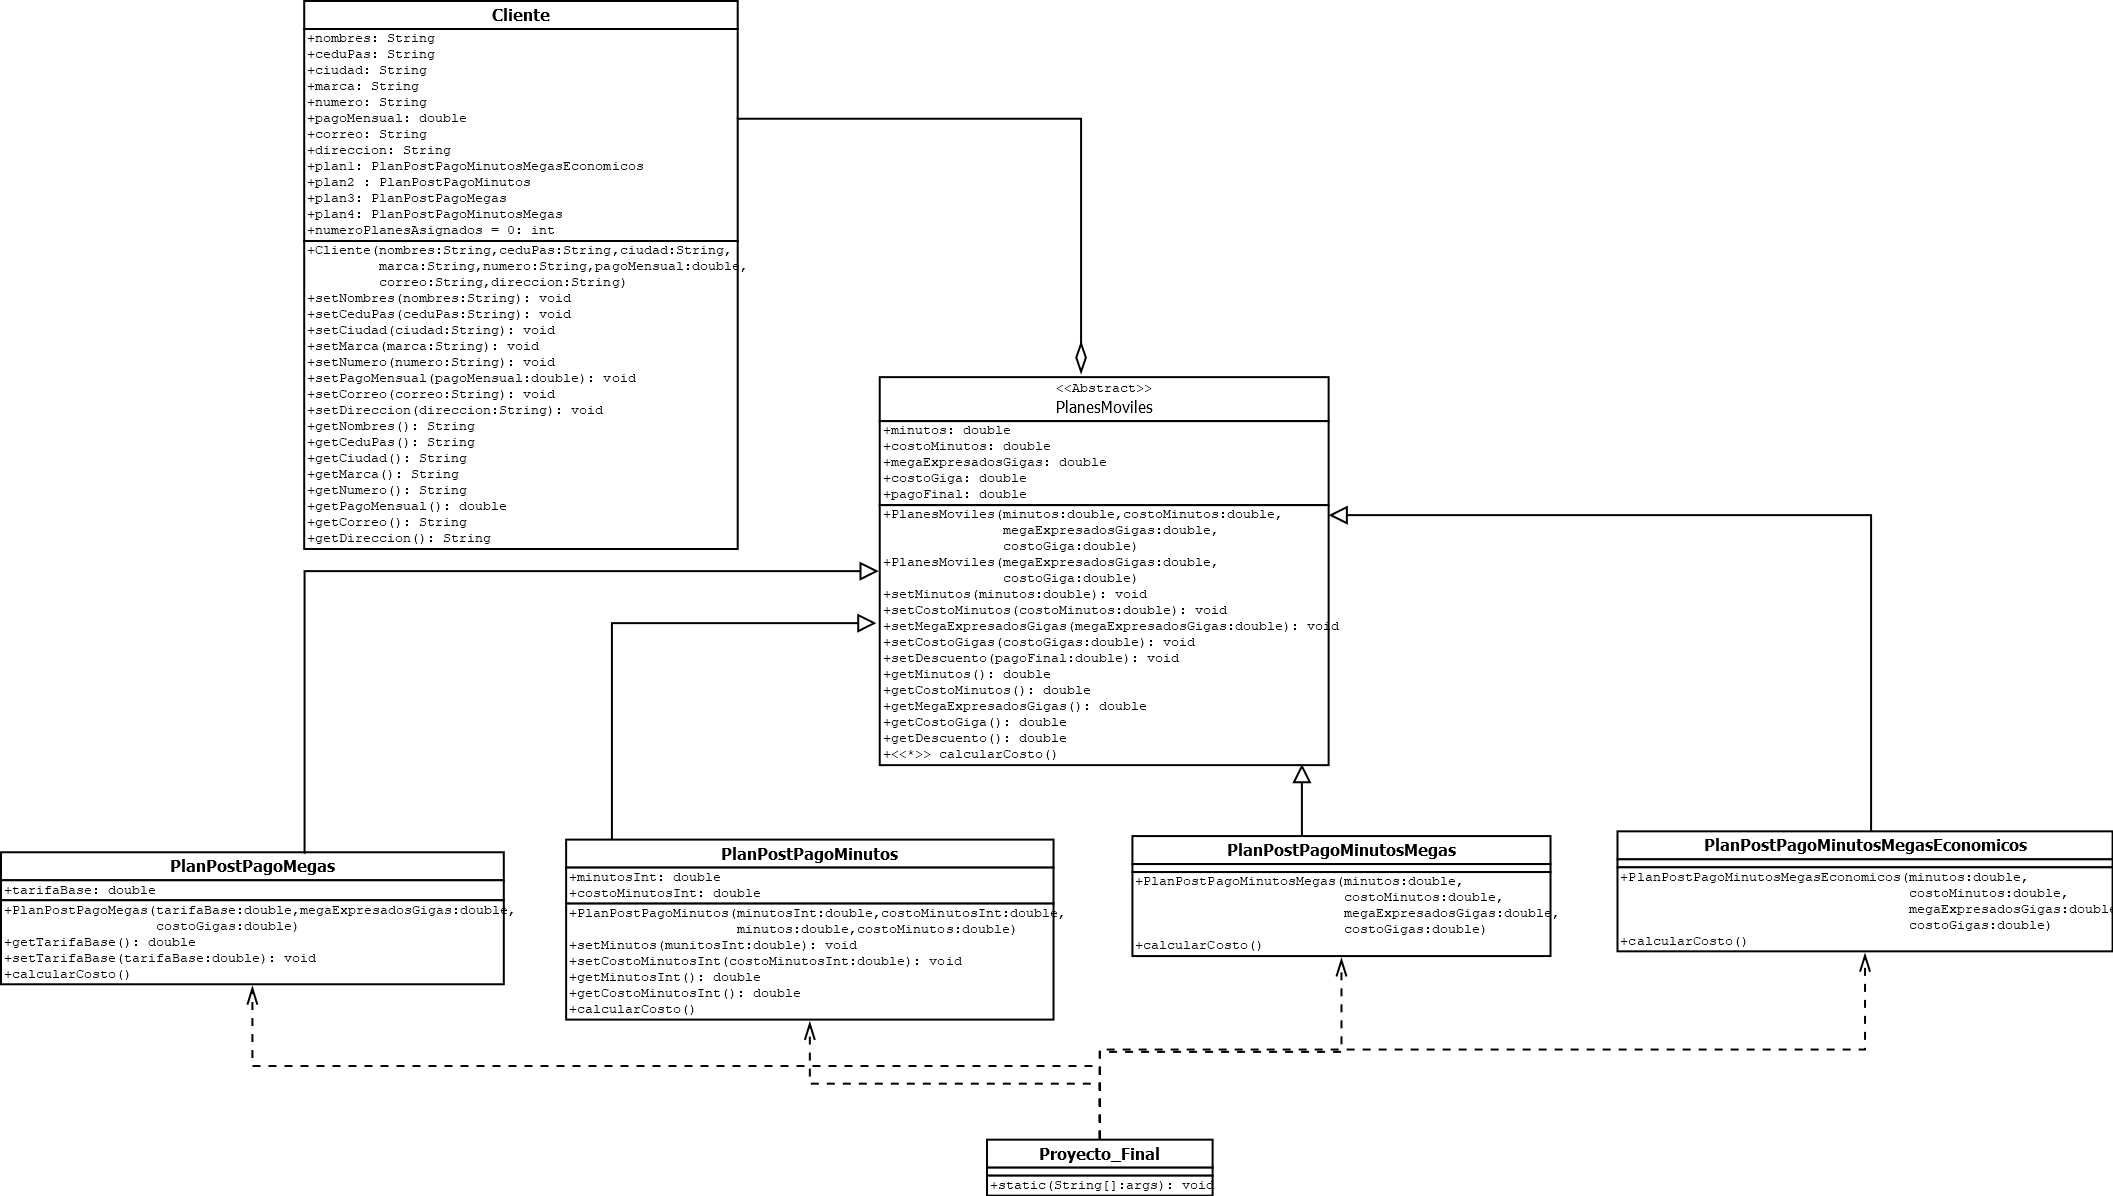 Cliente
+nombres: String
+ceduPas: String
+ciudad: String
+marca: String
+numero: String
+pagoMensual: double
+correo: String
+direccion: String
+plan1: PlanPostPagoMinutosMegasEconomicos
+plan2 : PlanPostPagoMinutos
+plan3: PlanPostPagoMegas
+plan4: PlanPostPagoMinutosMegas
+numeroPlanesAsignados = 0: int
+Cliente(nombres:String,ceduPas:String,ciudad:String,
marca:String,numero:String,pagoMensual:double,
correo:String,direccion:String)
+setNombres(nombres:String): void
+setCeduPas(ceduPas:String): void
+setCiudad(ciudad:String): void
+setMarca(marca:String): void
+setNumero(numero:String): void
+setPagoMensual(pagoMensual:double): void
+setCorreo(correo:String): void
+setDireccion(direccion:String): void
+getNombres(): String
+getCeduPas(): String
+getCiudad(): String
+getMarca(): String
+getNumero(): String
+getPagoMensual(): double
+getCorreo(): String
+getDireccion(): String
<<Abstract>>
PlanesMoviles
+minutos: double
+costoMinutos: double
+megaExpresadosGigas: double
+costoGiga: double
+pagoFinal: double
+PlanesMoviles(minutos:double,costoMinutos:double,
megaExpresadosGigas:double,
costoGiga:double)
+PlanesMoviles(megaExpresadosGigas:double,
costoGiga:double)
+setMinutos(minutos:double): void
+setCostoMinutos(costoMinutos:double): void
+setMegaExpresadosGigas(megaExpresadosGigas:double): void
+setCostoGigas(costoGigas:double): void
+setDescuento(pagoFinal:double): void
+getMinutos(): double
+getCostoMinutos(): double
+getMegaExpresadosGigas(): double
+getCostoGiga(): double
+getDescuento(): double
+<<*>> calcularCosto()
PlanPostPagoMegas
+tarifaBase: double
+PlanPostPagoMegas(tarifaBase:double,megaExpresadosGigas:double,
costoGigas:double)
+getTarifaBase(): double
+setTarifaBase(tarifaBase:double): void
+calcularCosto()
PlanPostPagoMinutos
+minutosInt: double
+costoMinutosInt: double
+PlanPostPagoMinutos(minutosInt:double,costoMinutosInt:double,
minutos:double,costoMinutos:double)
+setMinutos(munitosInt:double): void
+setCostoMinutosInt(costoMinutosInt:double): void
+getMinutosInt(): double
+getCostoMinutosInt(): double
+calcularCosto()
PlanPostPagoMinutosMegas
+PlanPostPagoMinutosMegas(minutos:double,
costoMinutos:double,
megaExpresadosGigas:double,
costoGigas:double)
+calcularCosto()
PlanPostPagoMinutosMegasEconomicos
+PlanPostPagoMinutosMegasEconomicos(minutos:double,
costoMinutos:double,
megaExpresadosGigas:double
costoGigas:double)
+calcularCosto()
Proyecto_Final
+static(String[]:args): void